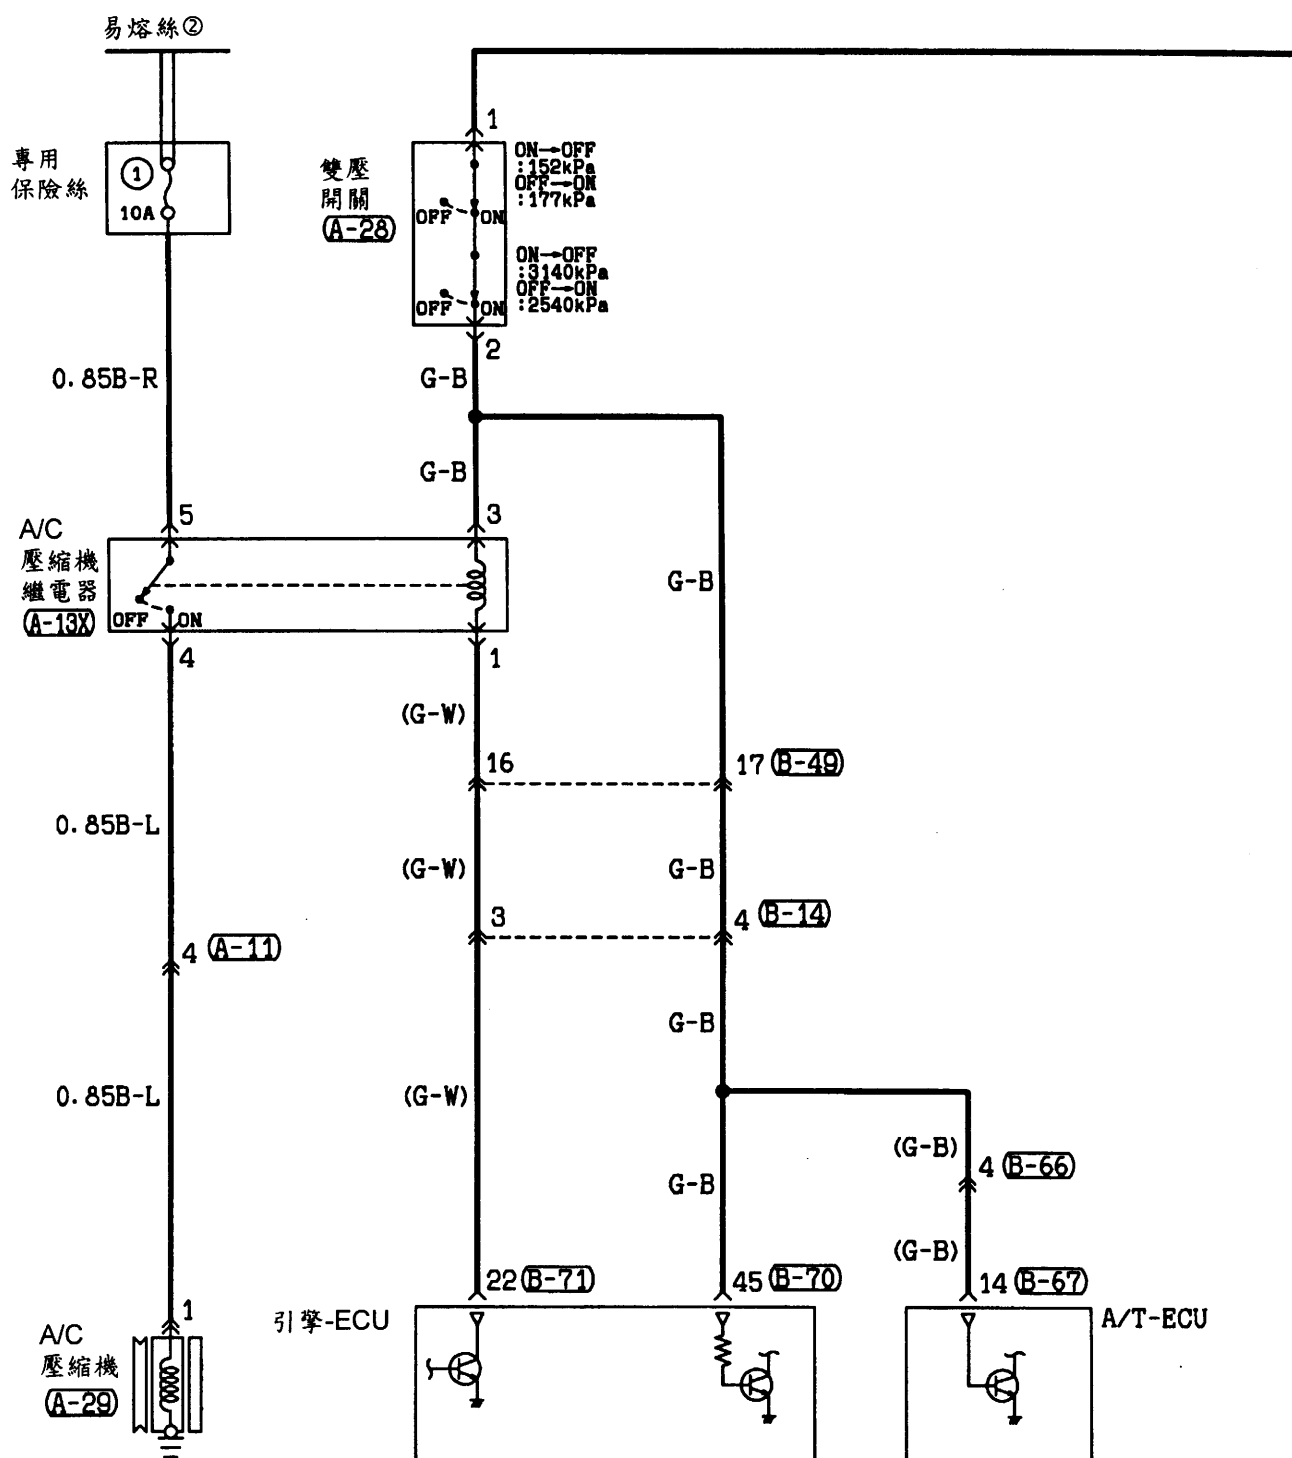 易熔絲②
1
專用
保險絲
①
10A
雙壓
開關
A-28
ON→OFF
:152kPa
OFF→ON
:177kPa
OFF
ON
ON→OFF
:3140kPa
OFF→ON
:2540kPa
OFF
ON
2
0.85B-R
G-B
G-B
5
3
A/C
壓縮機
繼電器
A-13X
OFF
ON
G-B
4
1
(G-W)
16
17
B-49
0.85B-L
(G-W)
G-B
3
4
B-14
4
A-11
G-B
0.85B-L
(G-W)
(G-B)
4
B-66
G-B
(G-B)
22
B-71
45
B-70
14
B-67
1
引擎-ECU
A/T-ECU
A/C
壓縮機
A-29